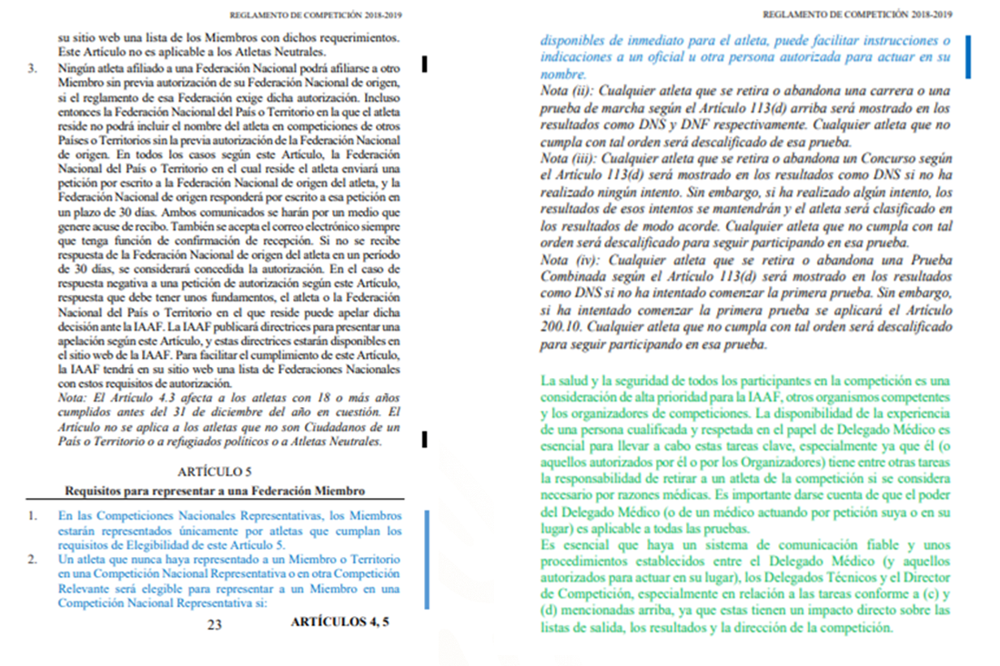 REGLAMENTO DE COMPETICIÓN 2018-2019
su sitio web una lista de los Miembros con dichos requerimientos.
Este Artículo no es aplicable a los Atletas Neutrales.
3. Ningún atleta afiliado a una Federación Nacional podrá afiliarse a otro
Miembro sin previa autorización de su Federación Nacional de origen,
si el reglamento de esa Federación exige dicha autorización. Incluso
entonces la Federación Nacional del País o Territorio en la que el atleta
reside no podrá incluir el nombre del atleta en competiciones de otros
Países o Territorios sin la previa autorización de la Federación Nacional
de origen. En todos los casos según este Artículo, la Federación
Nacional del País o Territorio en el cual reside el atleta enviará una
petición por escrito a la Federación Nacional de origen del atleta, y la
Federación Nacional de origen responderá por escrito a esa petición en
un plazo de 30 días. Ambos comunicados se harán por un medio que
genere acuse de recibo. También se acepta el correo electrónico siempre
que tenga función de confirmación de recepción. Si no se recibe
respuesta de la Federación Nacional de origen del atleta en un período
de 30 días, se considerará concedida la autorización. En el caso de
respuesta negativa a una petición de autorización según este Artículo,
respuesta que debe tener unos fundamentos, el atleta o la Federación
Nacional del País o Territorio en el que reside puede apelar dicha
decisión ante la IAAF. La IAAF publicará directrices para presentar una
apelación según este Artículo, y estas directrices estarán disponibles en
el sitio web de la IAAF. Para facilitar el cumplimiento de este Artículo,
la IAAF tendrá en su sitio web una lista de Federaciones Nacionales
con estos requisitos de autorización.
Nota: El Artículo 4.3 afecta a los atletas con 18 o más años
cumplidos antes del 31 de diciembre del año en cuestión. El
Artículo no se aplica a los atletas que no son Ciudadanos de un
País o Territorio o a refugiados políticos o a Atletas Neutrales.
ARTÍCULO 5
Requisitos para representar a una Federación Miembro
1. En las Competiciones Nacionales Representativas, los Miembros
estarán representados únicamente por atletas que cumplan los
requisitos de Elegibilidad de este Artículo 5.
2. Un atleta que nunca haya representado a un Miembro o Territorio
en una Competición Nacional Representativa o en otra Competición
Relevante será elegible para representar a un Miembro en una
Competición Nacional Representativa si:
23 ARTÍCULOS 4, 5
REGLAMENTO DE COMPETICIÓN 2018-2019
disponibles de inmediato para el atleta, puede facilitar instrucciones o
indicaciones a un oficial u otra persona autorizada para actuar en su
nombre.
Nota (ii): Cualquier atleta que se retira o abandona una carrera o una
prueba de marcha según el Artículo 113(d) arriba será mostrado en los
resultados como DNS y DNF respectivamente. Cualquier atleta que no
cumpla con tal orden será descalificado de esa prueba.
Nota (iii): Cualquier atleta que se retira o abandona un Concurso según
el Artículo 113(d) será mostrado en los resultados como DNS si no ha
realizado ningún intento. Sin embargo, si ha realizado algún intento, los
resultados de esos intentos se mantendrán y el atleta será clasificado en
los resultados de modo acorde. Cualquier atleta que no cumpla con tal
orden será descalificado para seguir participando en esa prueba.
Nota (iv): Cualquier atleta que se retira o abandona una Prueba
Combinada según el Artículo 113(d) será mostrado en los resultados
como DNS si no ha intentado comenzar la primera prueba. Sin embargo,
si ha intentado comenzar la primera prueba se aplicará el Artículo
200.10. Cualquier atleta que no cumpla con tal orden será descalificado
para seguir participando en esa prueba.
La salud y la seguridad de todos los participantes en la competición es una
consideración de alta prioridad para la IAAF, otros organismos competentes
y los organizadores de competiciones. La disponibilidad de la experiencia
de una persona cualificada y respetada en el papel de Delegado Médico es
esencial para llevar a cabo estas tareas clave, especialmente ya que él (o
aquellos autorizados por él o por los Organizadores) tiene entre otras tareas
la responsabilidad de retirar a un atleta de la competición si se considera
necesario por razones médicas. Es importante darse cuenta de que el poder
del Delegado Médico (o de un médico actuando por petición suya o en su
lugar) es aplicable a todas las pruebas.
Es esencial que haya un sistema de comunicación fiable y unos
procedimientos establecidos entre el Delegado Médico (y aquellos
autorizados para actuar en su lugar), los Delegados Técnicos y el Director
de Competición, especialmente en relación a las tareas conforme a (c) y
(d) mencionadas arriba, ya que estas tienen un impacto directo sobre las
listas de salida, los resultados y la dirección de la competición.